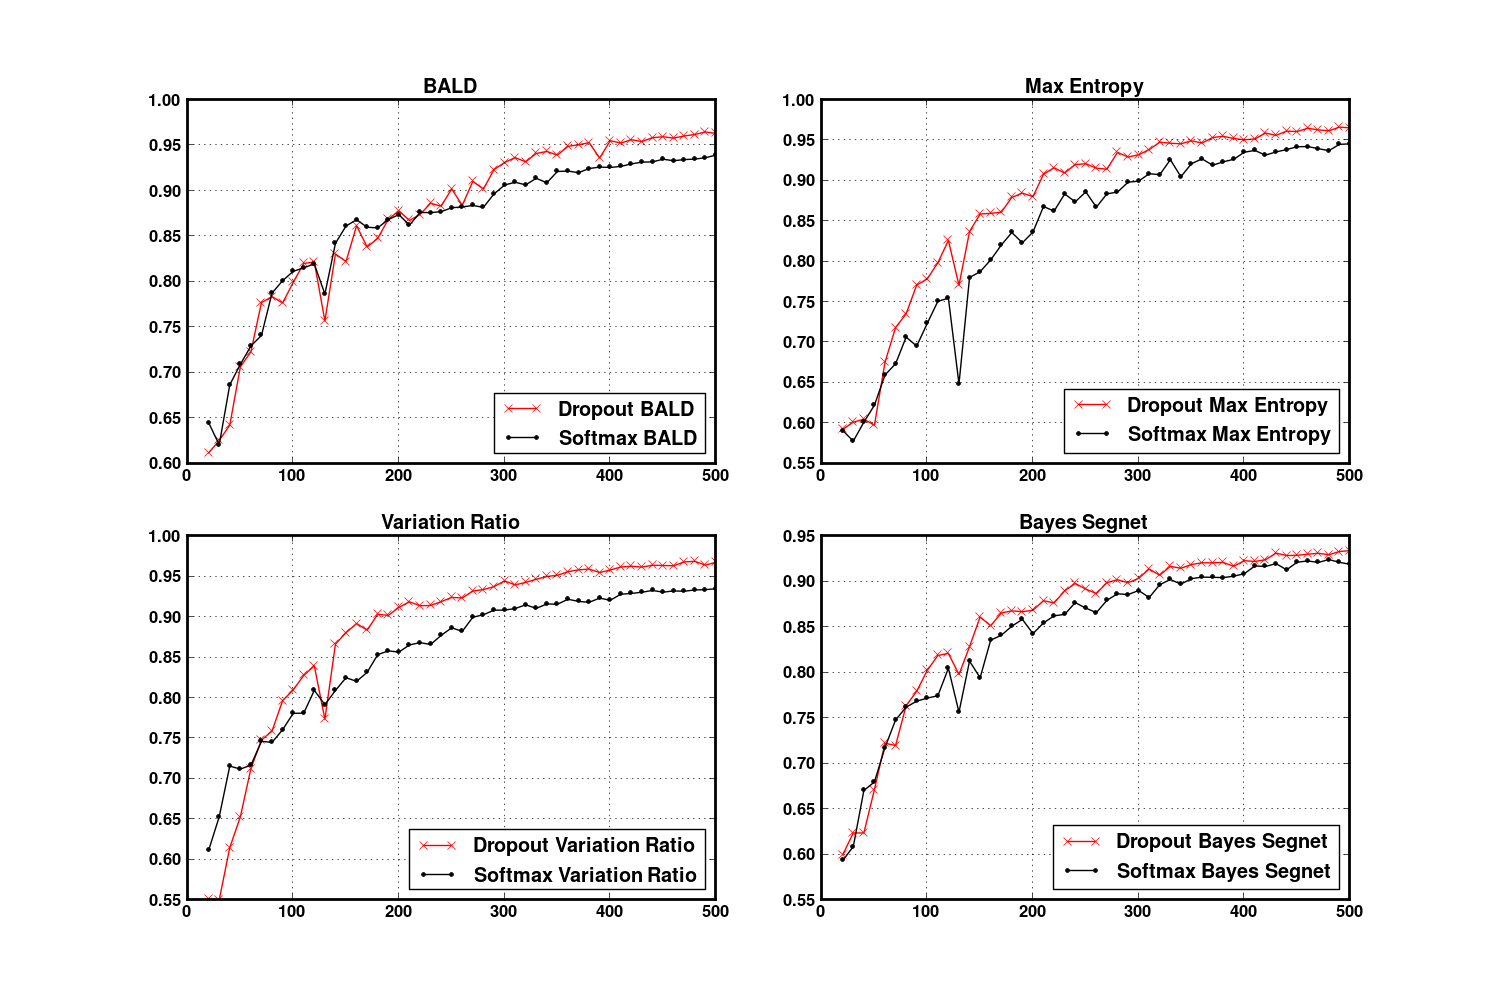 BALD
1.00
0.95
0.90
0.85
0.80
0.75
0.70
0.65
0.60
0 100 200 300 400 500
Dropout BALD
Softmax BALD
Max Entropy
1.00
0.95
0.90
0.85
0.80
0.75
0.70
0.65
0.60
0.55
0 100 200 300 400 500
Dropout Max Entropy
Softmax Max Entropy
Variation Ratio
1.00
0.95
0.90
0.85
0.80
0.75
0.70
0.65
0.60
0.55
0 100 200 300 400 500
Dropout Variation Ratio
Softmax Variation Ratio
Bayes Segnet
0.95
0.90
0.85
0.80
0.75
0.70
0.65
0.60
0.55
0 100 200 300 400 500
Dropout Bayes Segnet
Softmax Bayes Segnet